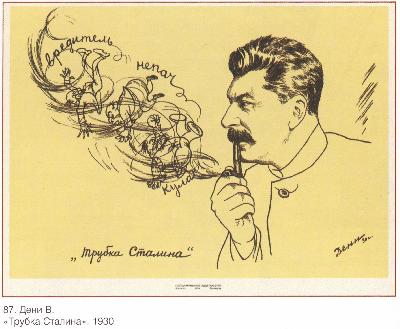 вредитель
непач
кулак
„Трубка Сталина“
Дени
87. Дени В.
«Трубка Сталина». 1930